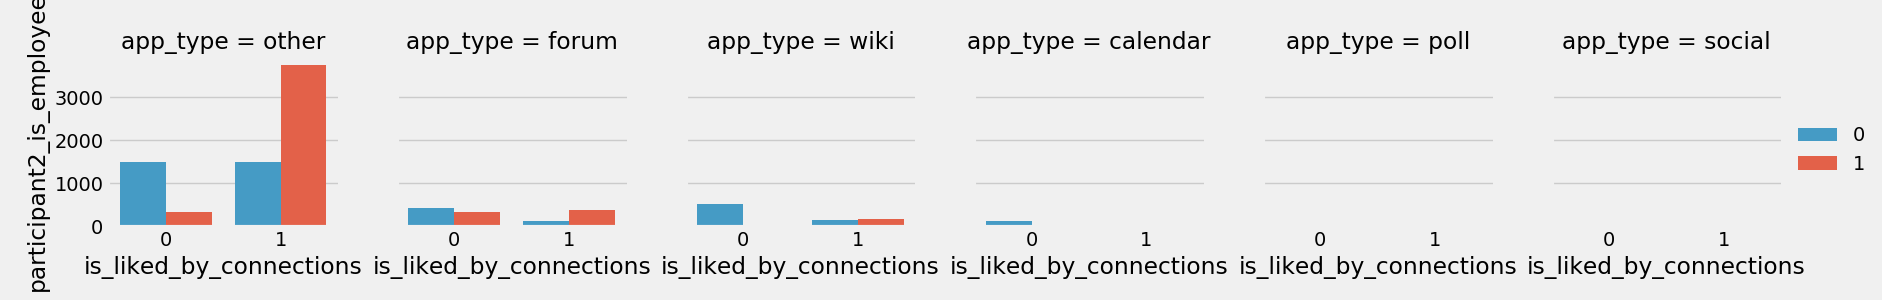 app_type = other
app_type = forum
app_type = wiki
app_type = calendar
app_type = poll
app_type = social
participant2_is_employee
3000
2000
1000
0
0 1
0 1
0 1
0 1
0 1
0 1
is_liked_by_connections
is_liked_by_connections
is_liked_by_connections
is_liked_by_connections
is_liked_by_connections
is_liked_by_connections
0
1